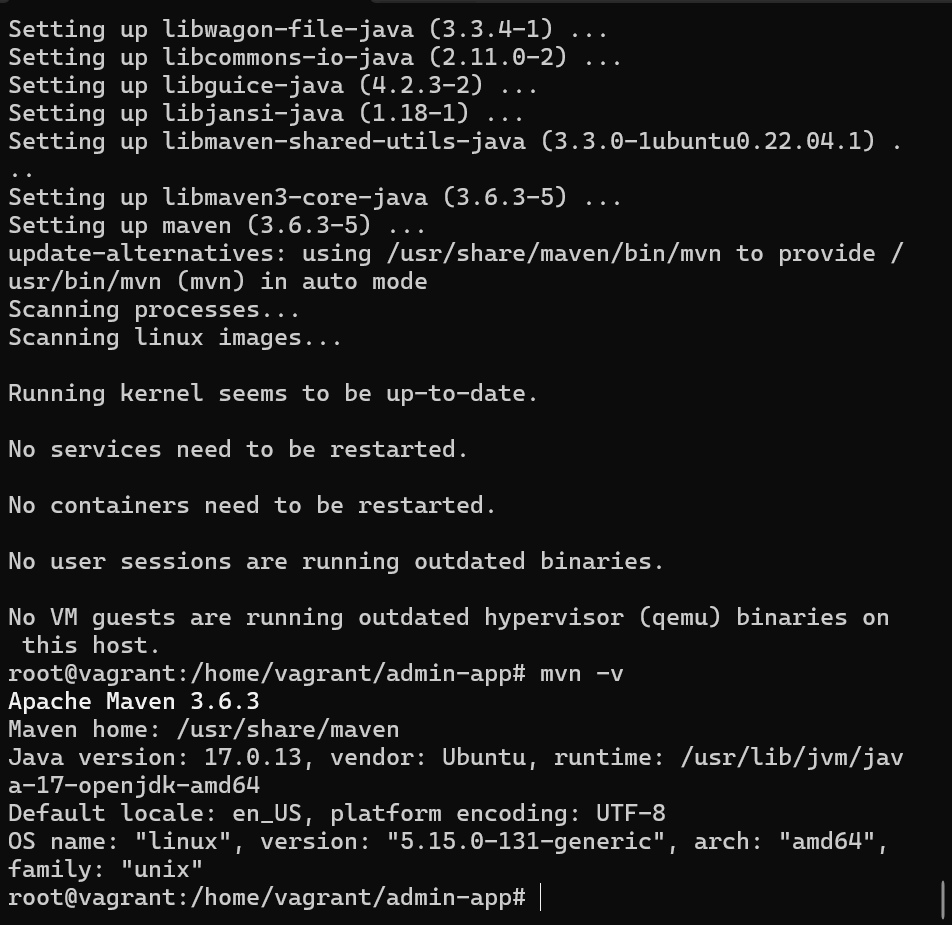 Setting up libwagon-file-java (3.3.4-1) ...
Setting up libcommons-io-java (2.11.0-2) ...
Setting up libguice-java (4.2.3-2) ...
Setting up libjansi-java (1.18-1) ...
Setting up libmaven-shared-utils-java (3.3.0-1ubuntu0.22.04.1) .
..
Setting up libmaven3-core-java (3.6.3-5) ...
Setting up maven (3.6.3-5) ...
update-alternatives: using /usr/share/maven/bin/mvn to provide /
usr/bin/mvn (mvn) in auto mode
Scanning processes...
Scanning linux images...

Running kernel seems to be up-to-date.

No services need to be restarted.

No containers need to be restarted.

No user sessions are running outdated binaries.

No VM guests are running outdated hypervisor (qemu) binaries on
 this host.
root@vagrant:/home/vagrant/admin-app# mvn -v
Apache Maven 3.6.3
Maven home: /usr/share/maven
Java version: 17.0.13, vendor: Ubuntu, runtime: /usr/lib/jvm/jav
a-17-openjdk-amd64
Default locale: en_US, platform encoding: UTF-8
OS name: "linux", version: "5.15.0-131-generic", arch: "amd64",
family: "unix"
root@vagrant:/home/vagrant/admin-app#